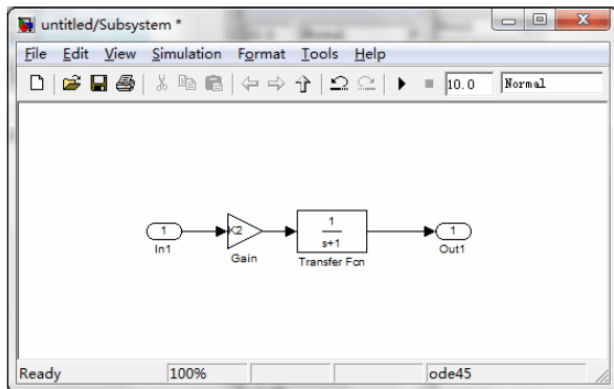 untitled/Subsystem *
File Edit View Simulation Format Tools Help
10.0 Normal
1 K2 1 1
s+1
In1 Gain Transfer Fcn Out1
Ready 100% ode45